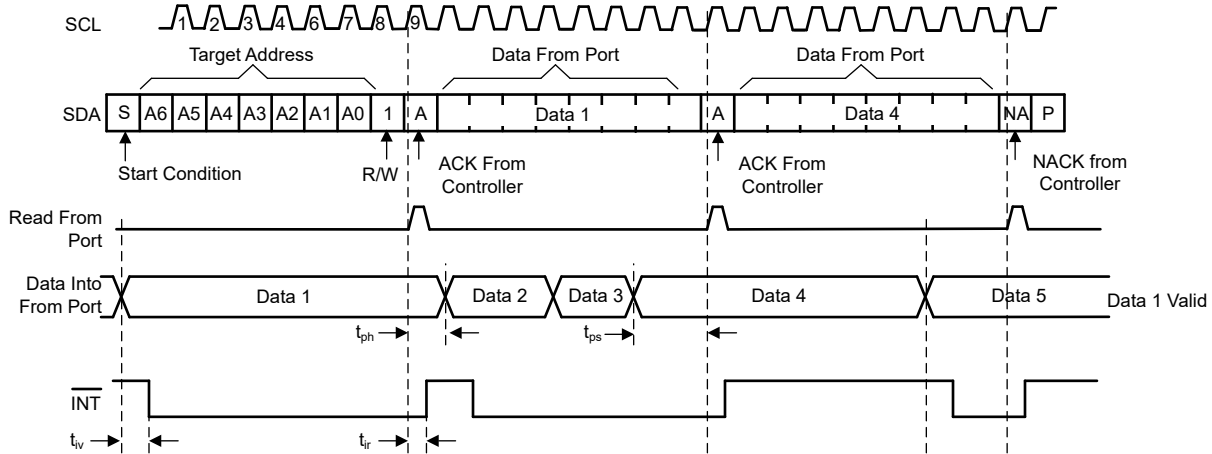 SCL 1 2 3 4 6 7 8 9
Target Address Data From Port Data From Port
SDA S A6 A5 A4 A3 A2 A1 A0 1 A Data 1 A Data 4 NA P
Start Condition R/W ACK From ACK From NACK from
Controller Controller Controller
Read From
Port
Data Into
From Port
Data 1 Data 2 Data 3 Data 4 Data 5 Data 1 Valid
tph tps
INT
tiv tir